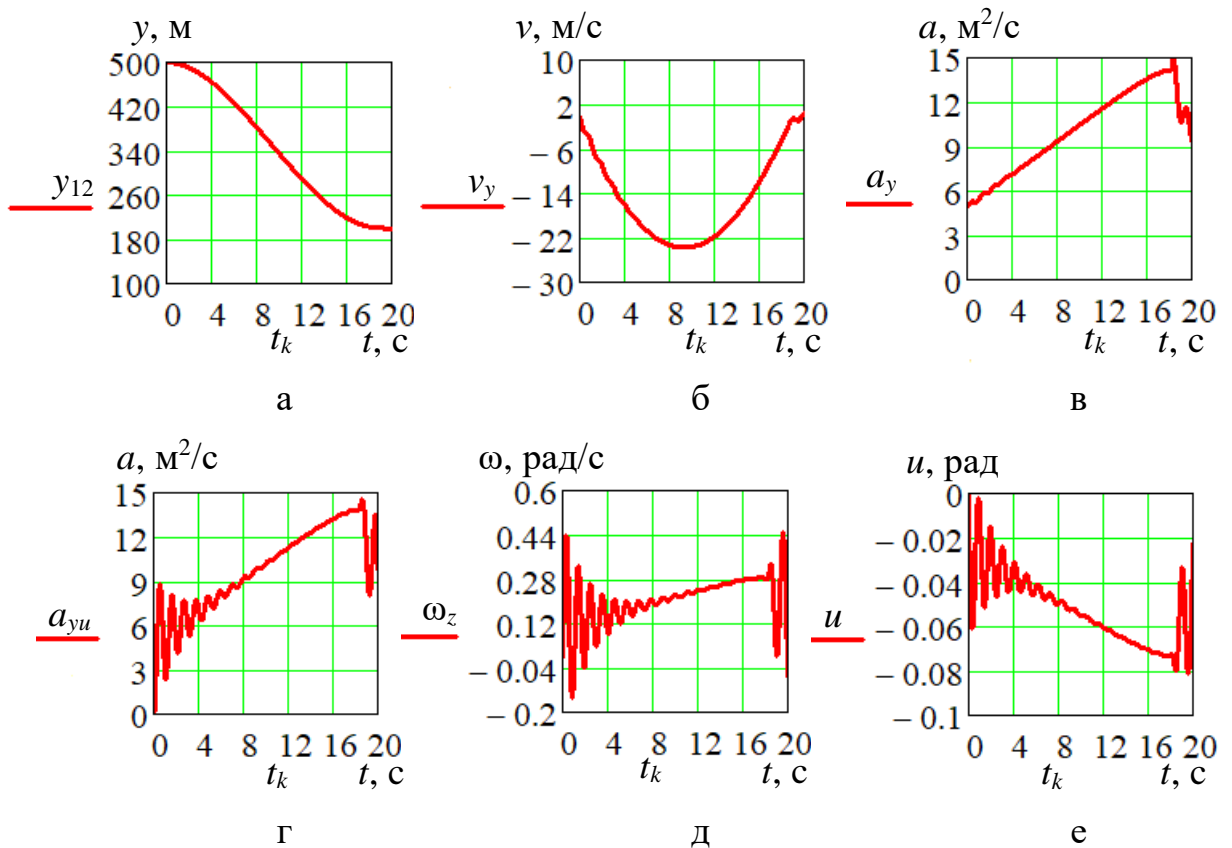 y, м
v, м/с
a, м²/с
500
420
340
260
180
100
y₁₂
0 4 8 12 16 20
tₖ
t, с
10
2
– 6
– 14
– 22
– 30
v_y
0 4 8 12 16 20
tₖ
t, с
15
12
9
6
3
0
a_y
0 4 8 12 16 20
tₖ
t, с
а
б
в
a, м²/с
ω, рад/с
u, рад
15
12
9
6
3
0
a_yu
0 4 8 12 16 20
tₖ
t, с
0.6
0.44
0.28
0.12
– 0.04
– 0.2
ω_z
0 4 8 12 16 20
tₖ
t, с
0
– 0.02
– 0.04
– 0.06
– 0.08
– 0.1
u
0 4 8 12 16 20
tₖ
t, с
г
д
е